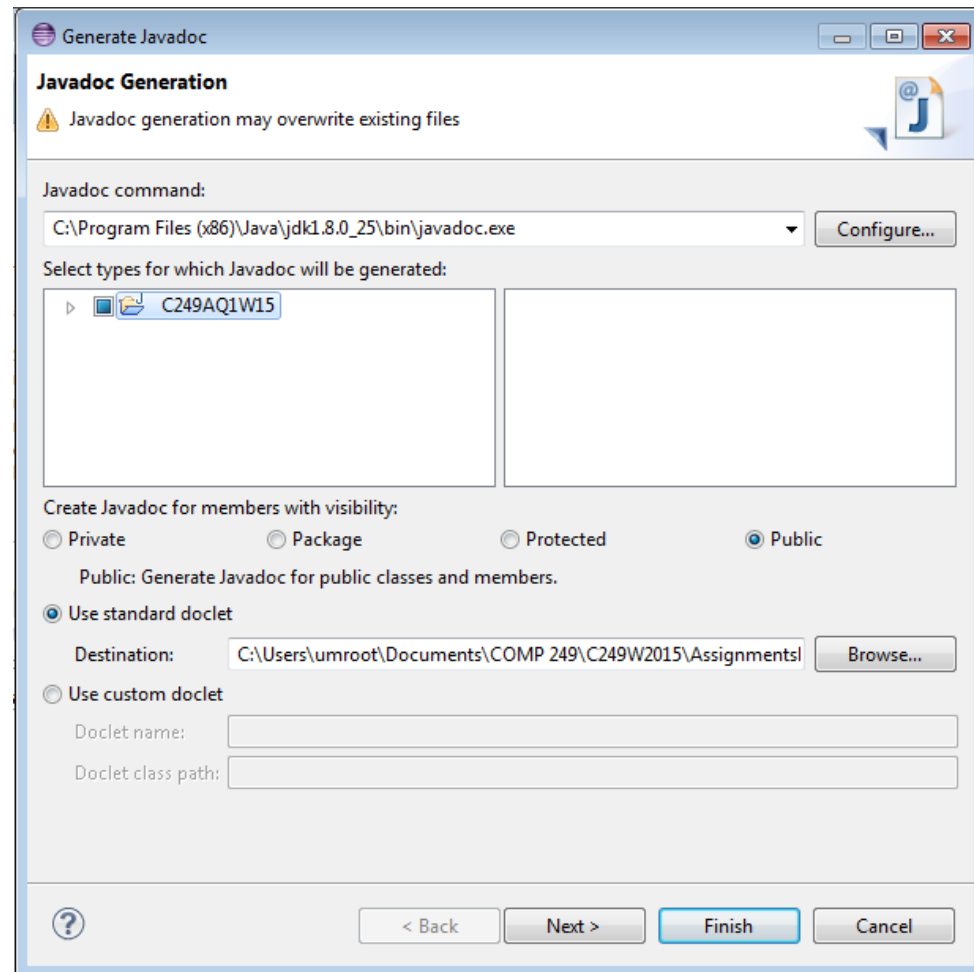 Generate Javadoc
Javadoc Generation
Javadoc generation may overwrite existing files
@
J
Javadoc command:
C:\Program Files (x86)\Java\jdk1.8.0_25\bin\javadoc.exe Configure...
Select types for which Javadoc will be generated:
C249AQ1W15
Create Javadoc for members with visibility:
Private Package Protected Public
Public: Generate Javadoc for public classes and members.
Use standard doclet
Destination: C:\Users\umroot\Documents\COMP 249\C249W2015\Assignments Browse...
Use custom doclet
Doclet name:
Doclet class path:
? < Back Next > Finish Cancel